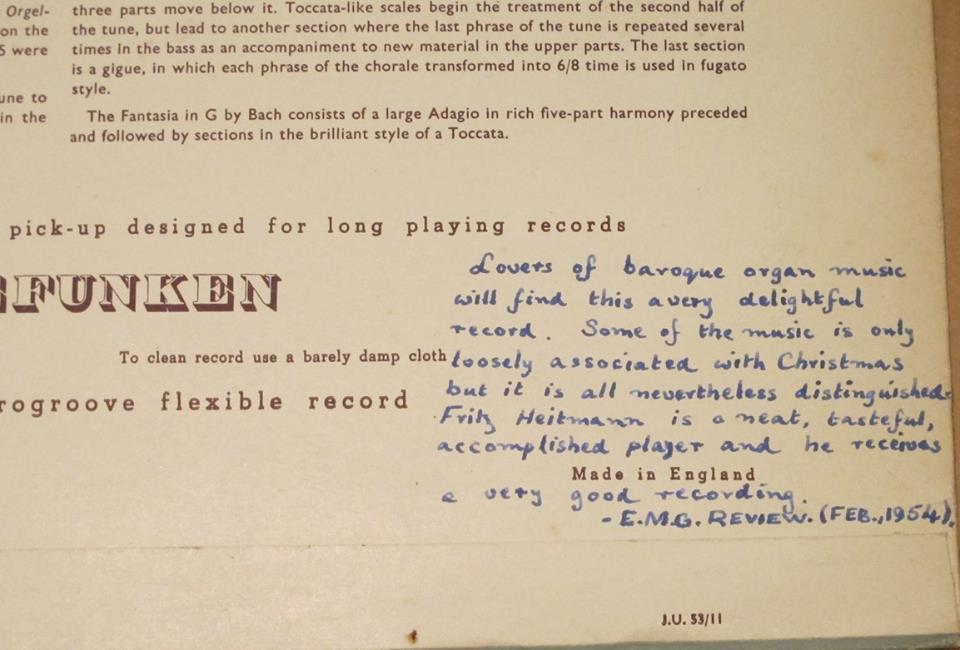 Orgel-
on the
5 were
une to
in the
three parts move below it. Toccata-like scales begin the treatment of the second half of
the tune, but lead to another section where the last phrase of the tune is repeated several
times in the bass as an accompaniment to new material in the upper parts. The last section
is a gigue, in which each phrase of the chorale transformed into 6/8 time is used in fugato
style.
The Fantasia in G by Bach consists of a large Adagio in rich five-part harmony preceded
and followed by sections in the brilliant style of a Toccata.
pick-up designed for long playing records
EFUNKEN
To clean record use a barely damp cloth
rogroove flexible record
Lovers of baroque organ music
will find this a very delightful
record. Some of the music is only
loosely associated with Christmas
but it is all nevertheless distinguished.
Fritz Heitmann is a neat, tasteful,
accomplished player and he receives
Made in England
a very good recording.
- E.M.G. REVIEW. (FEB., 1954).
J.U. 53/11